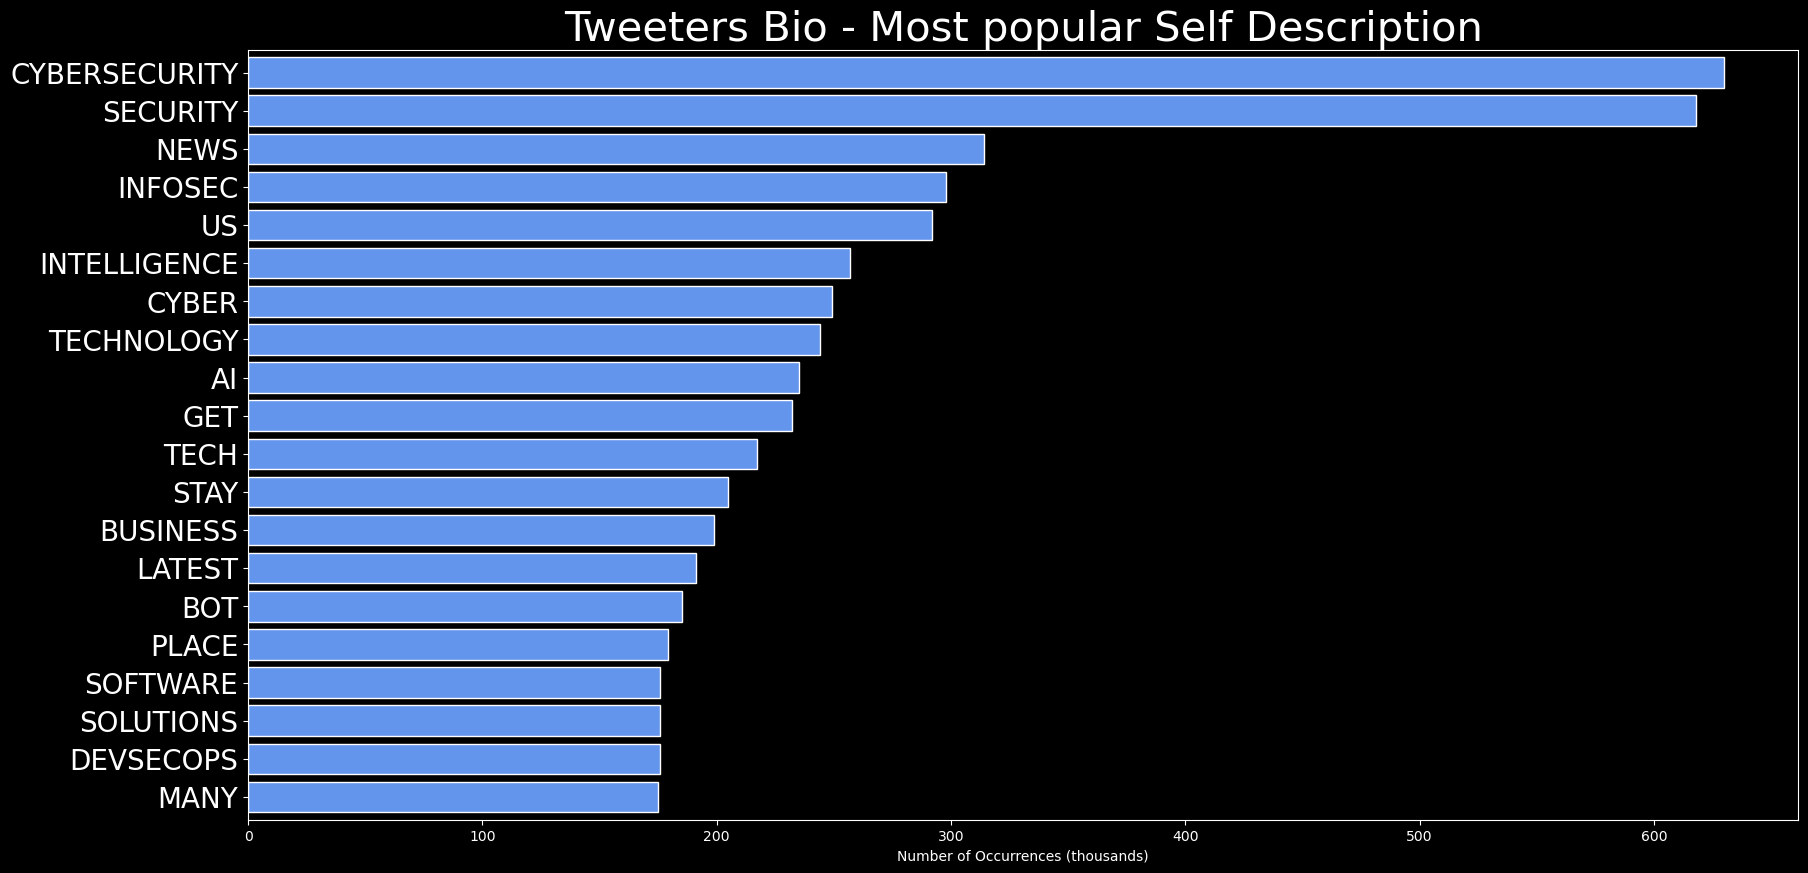 Tweeters Bio - Most popular Self Description
CYBERSECURITY
SECURITY
NEWS
INFOSEC
US
INTELLIGENCE
CYBER
TECHNOLOGY
AI
GET
TECH
STAY
BUSINESS
LATEST
BOT
PLACE
SOFTWARE
SOLUTIONS
DEVSECOPS
MANY
0 100 200 300 400 500 600
Number of Occurrences (thousands)